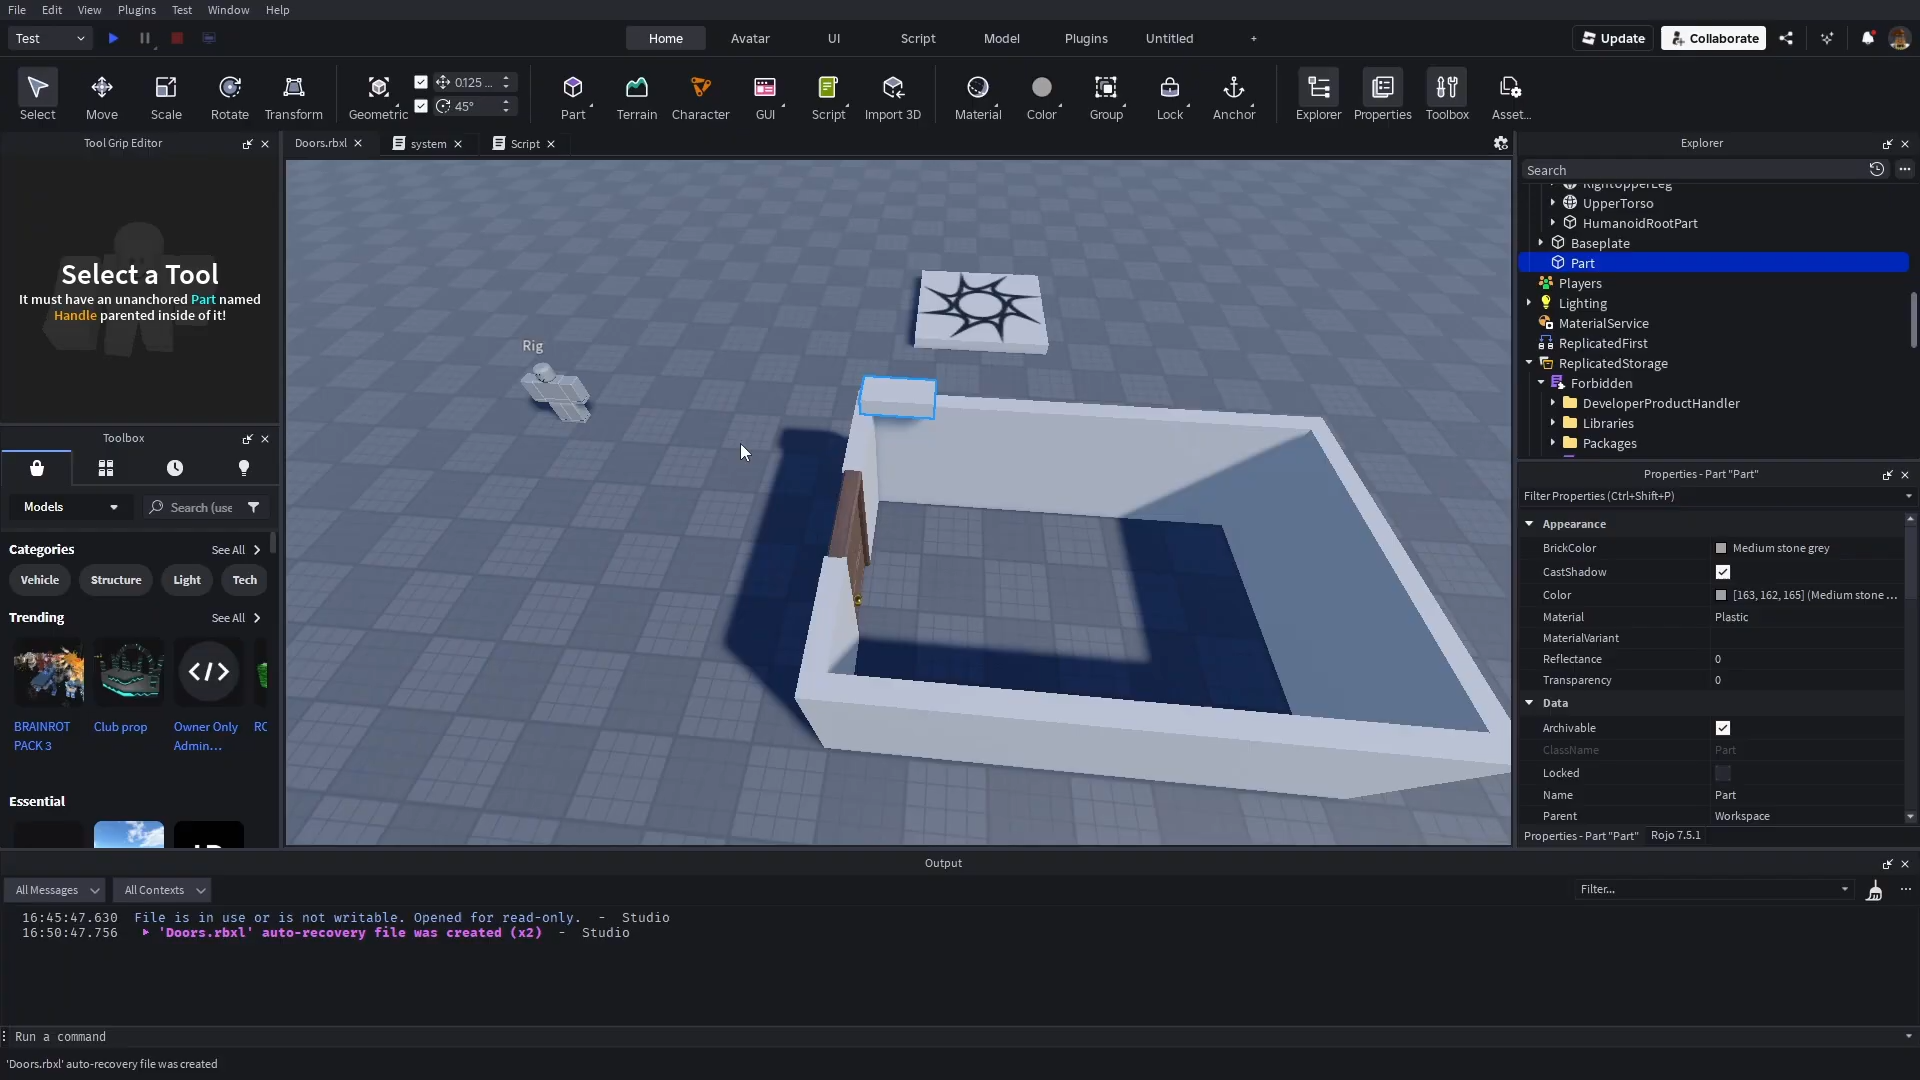 File Edit View Plugins Test Window Help
Test Home Avatar UI Script Model Plugins Untitled + Update Collaborate
0.125 ...
45°
Select Move Scale Rotate Transform Geometric Part Terrain Character GUI Script Import 3D Material Color Group Lock Anchor Explorer Properties Toolbox Asset...
Tool Grip Editor
Doors.rbxl system Script
Explorer
Search
RightUpperLeg
UpperTorso
HumanoidRootPart
Baseplate
Part
Players
Lighting
MaterialService
ReplicatedFirst
ReplicatedStorage
Forbidden
DeveloperProductHandler
Libraries
Packages
Select a Tool
It must have an unanchored Part named
Handle parented inside of it!
Rig
Toolbox
Models Search (use
Categories See All
Vehicle Structure Light Tech
Trending See All
BRAINROT
PACK 3
Club prop
Owner Only
Admin...
RC
Essential
Properties - Part "Part"
Filter Properties (Ctrl+Shift+P)
Appearance
BrickColor Medium stone grey
CastShadow
Color [163, 162, 165] (Medium stone ...
Material Plastic
MaterialVariant
Reflectance 0
Transparency 0
Data
Archivable
ClassName Part
Locked
Name Part
Parent Workspace
Properties - Part "Part" Rojo 7.5.1
Output
All Messages All Contexts Filter...
16:45:47.630 File is in use or is not writable. Opened for read-only. - Studio
16:50:47.756 'Doors.rbxl' auto-recovery file was created (x2) - Studio
Run a command
'Doors.rbxl' auto-recovery file was created